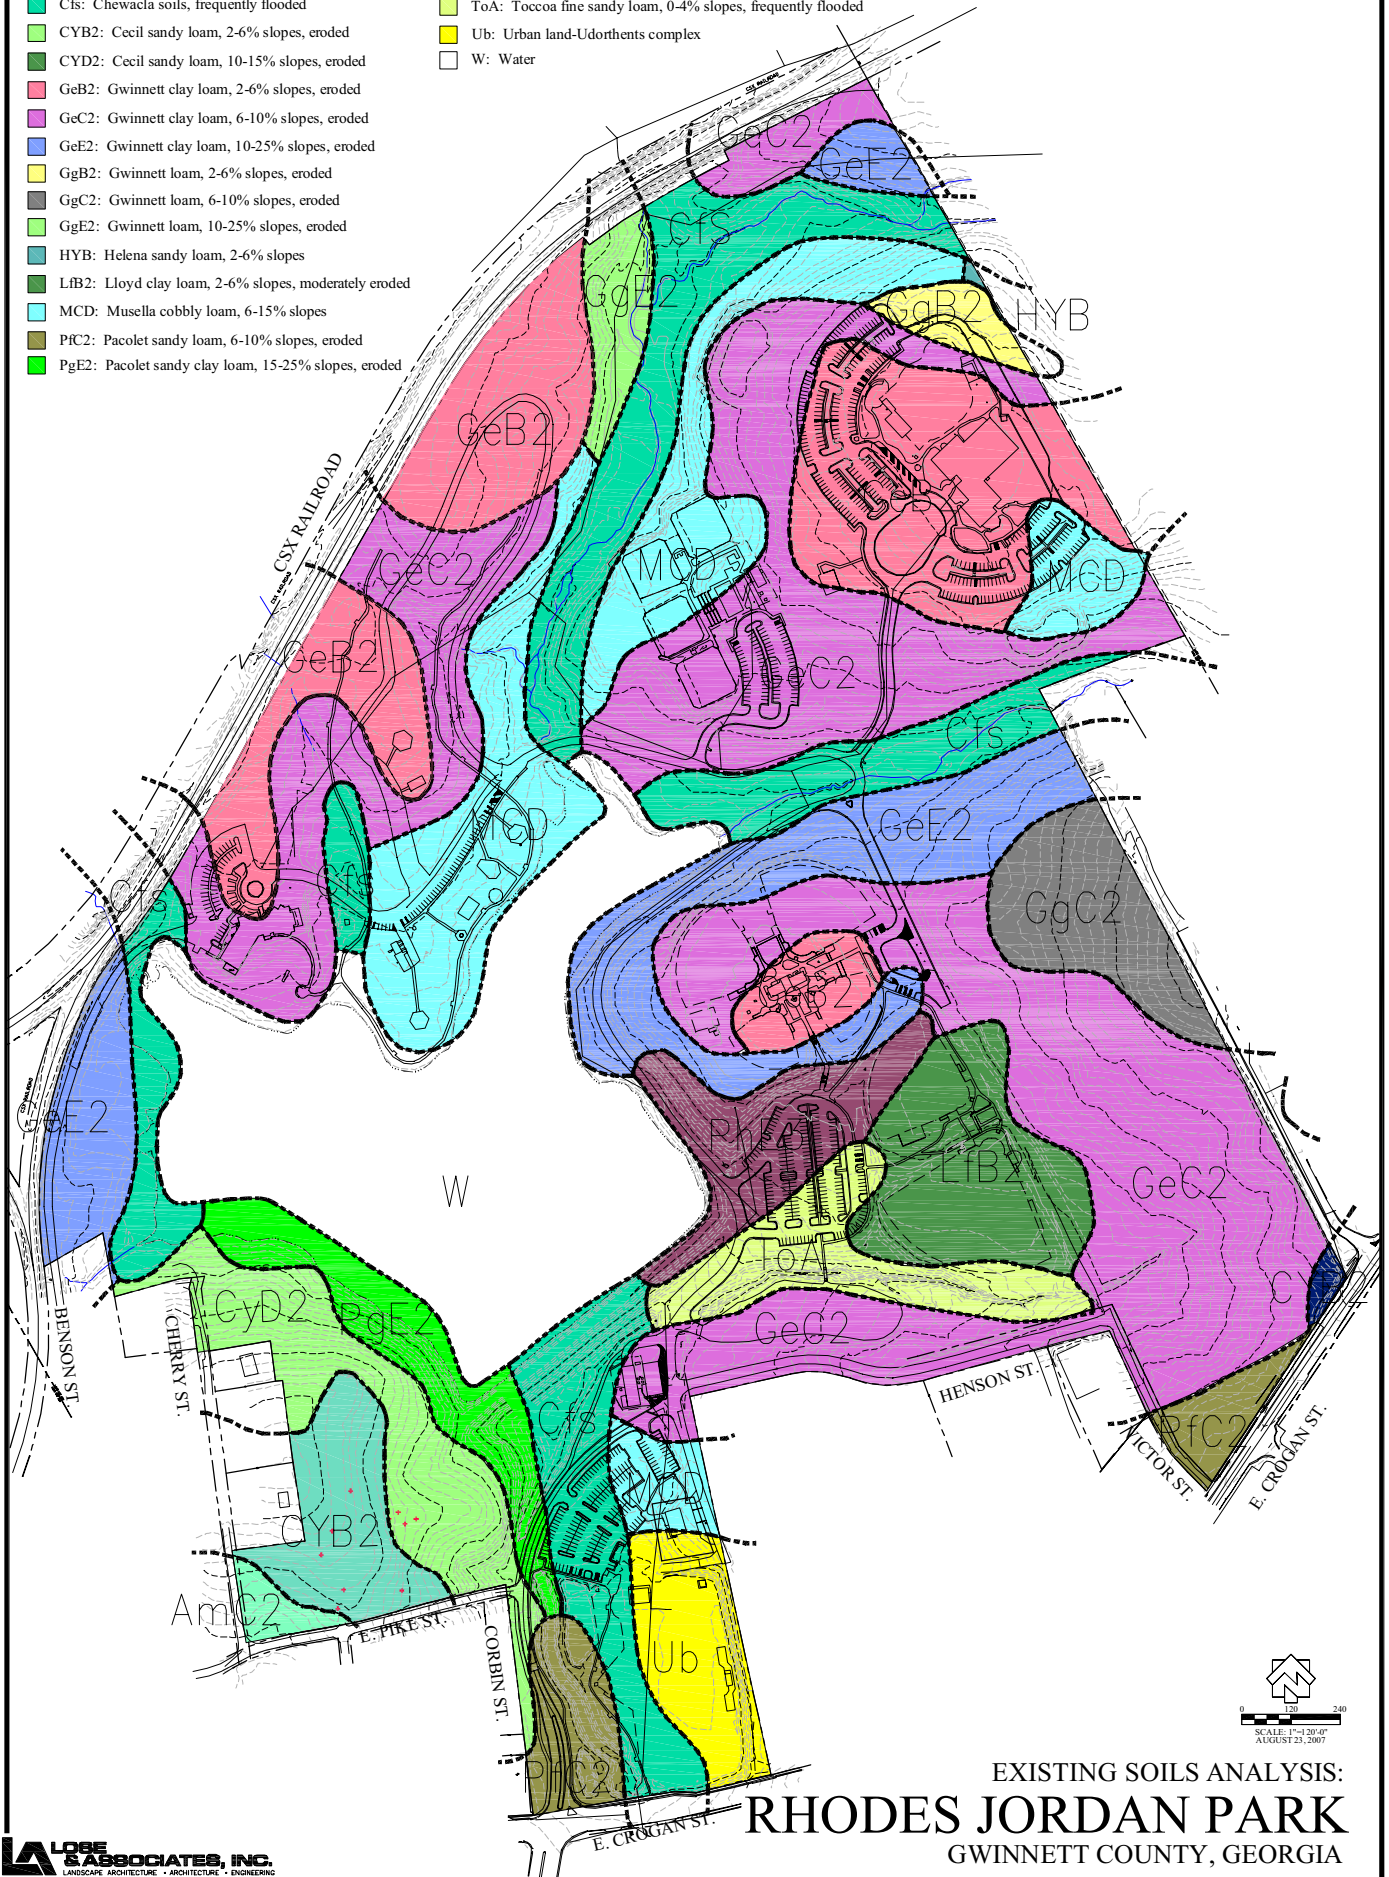 Cfs: Chewacla soils, frequently flooded
CYB2: Cecil sandy loam, 2-6% slopes, eroded
CYD2: Cecil sandy loam, 10-15% slopes, eroded
GeB2: Gwinnett clay loam, 2-6% slopes, eroded
GeC2: Gwinnett clay loam, 6-10% slopes, eroded
GeE2: Gwinnett clay loam, 10-25% slopes, eroded
GgB2: Gwinnett loam, 2-6% slopes, eroded
GgC2: Gwinnett loam, 6-10% slopes, eroded
GgE2: Gwinnett loam, 10-25% slopes, eroded
HYB: Helena sandy loam, 2-6% slopes
LfB2: Lloyd clay loam, 2-6% slopes, moderately eroded
MCD: Musella cobbly loam, 6-15% slopes
PfC2: Pacolet sandy loam, 6-10% slopes, eroded
PgE2: Pacolet sandy clay loam, 15-25% slopes, eroded
ToA: Toccoa fine sandy loam, 0-4% slopes, frequently flooded
Ub: Urban land-Udorthents complex
W: Water
CSX RAILROAD
GeC2
GeE2
CfS
GgE2
GgB2
HYB
GeB2
CSX RAILROAD
GeC2
MCD
MCD
CSX RAILROAD
GeB2
GeC2
Cfs
MCD
GeE2
Cfs
Cfs
GgC2
CSX RAILROAD
eE2
LfB2
W
GeC2
ToA
CyD2
PgE2
GeC2
BENSON ST.
CHERRY ST.
HENSON ST.
Cfs
PfC2
VICTOR ST.
E. CROGAN ST.
MCD
CYB2
AmC2
E. PIKE ST.
CORBIN ST.
Ub
PfC2
E. CROGAN ST.
0 120 240
SCALE: 1"=120'-0"
AUGUST 23, 2007
EXISTING SOILS ANALYSIS:
RHODES JORDAN PARK
GWINNETT COUNTY, GEORGIA
LOSE
& ASSOCIATES, INC.
LANDSCAPE ARCHITECTURE • ARCHITECTURE • ENGINEERING